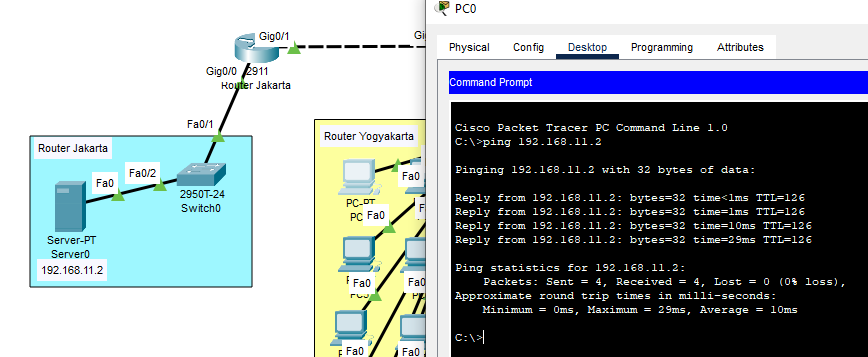 Gig0/1
Gig0/0
2911
Router Jakarta
Fa0/1
Router Jakarta
Fa0/2
Fa0
2950T-24
Switch0
Server-PT
Server0
192.168.11.2
Router Yogyakarta
Fa0
PC-PT
PC
Fa0
Fa0
Fa0
Fa0
Fa0
PC0
Physical
Config
Desktop
Programming
Attributes
Command Prompt
Cisco Packet Tracer PC Command Line 1.0
C:\>ping 192.168.11.2
Pinging 192.168.11.2 with 32 bytes of data:
Reply from 192.168.11.2: bytes=32 time<1ms TTL=126
Reply from 192.168.11.2: bytes=32 time=1ms TTL=126
Reply from 192.168.11.2: bytes=32 time=10ms TTL=126
Reply from 192.168.11.2: bytes=32 time=29ms TTL=126
Ping statistics for 192.168.11.2:
Packets: Sent = 4, Received = 4, Lost = 0 (0% loss),
Approximate round trip times in milli-seconds:
Minimum = 0ms, Maximum = 29ms, Average = 10ms
C:\>